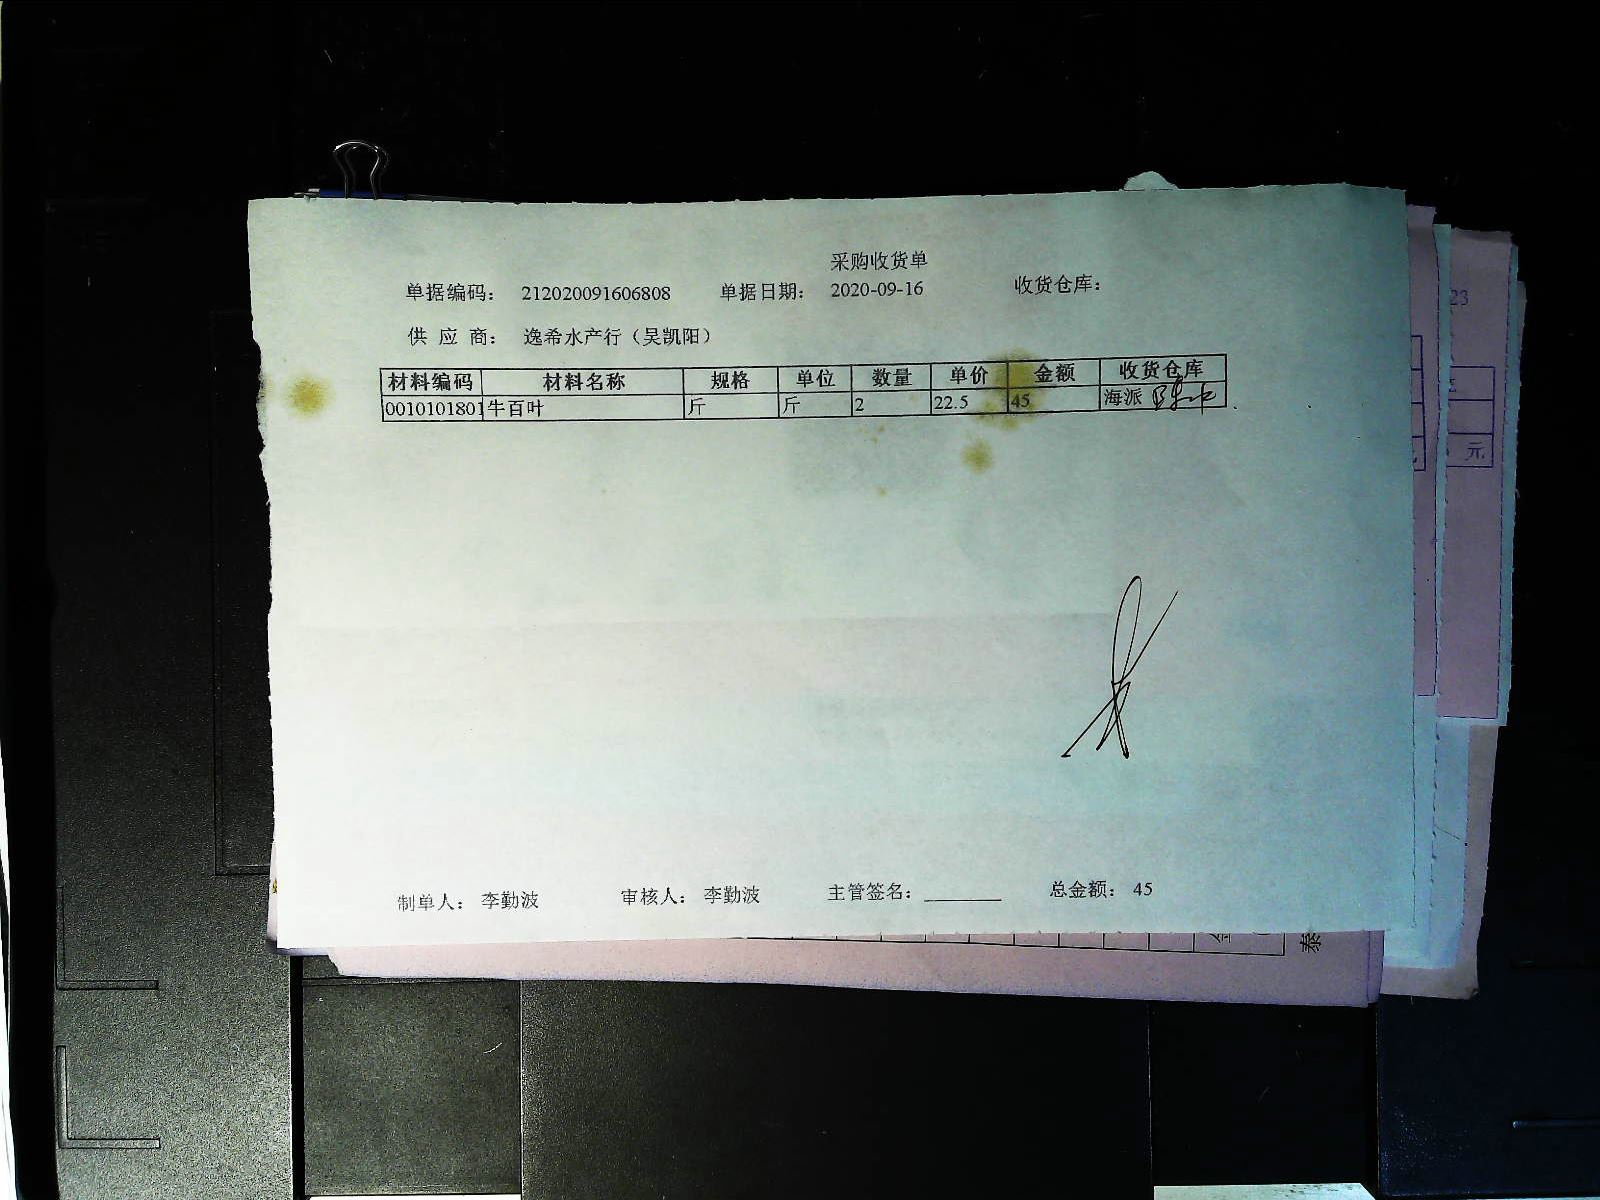 采购收货单
单据编码: 212020091606808 单据日期: 2020-09-16 收货仓库:
供 应 商: 逸希水产行（吴凯阳）
材料编码 材料名称 规格 单位 数量 单价 金额 收货仓库
0010101801 牛百叶 斤 斤 2 22.5 45 海派
制单人: 李勤波 审核人: 李勤波 主管签名: 总金额: 45
23
元
泰